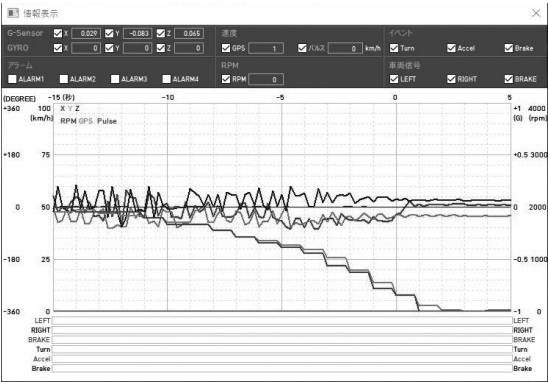 情報表示
G-Sensor X 0.029 Y -0.083 Z 0.065 速度 イベント
GYRO X 0 Y 0 Z 0 GPS 1 パルス 0 km/h Turn Accel Brake
アラーム RPM 車両信号
ALARM1 ALARM2 ALARM3 ALARM4 RPM 0 LEFT RIGHT BRAKE
(DEGREE) -15 (秒) -10 -5 0 5
+360 100 X Y Z +1 4000
(km/h) RPM GPS Pulse (G) (rpm)
+180 75 +0.5 3000
0 50 0 2000
-180 25 -0.5 1000
-360 0 -1 0
LEFT LEFT
RIGHT RIGHT
BRAKE BRAKE
Turn Turn
Accel Accel
Brake Brake